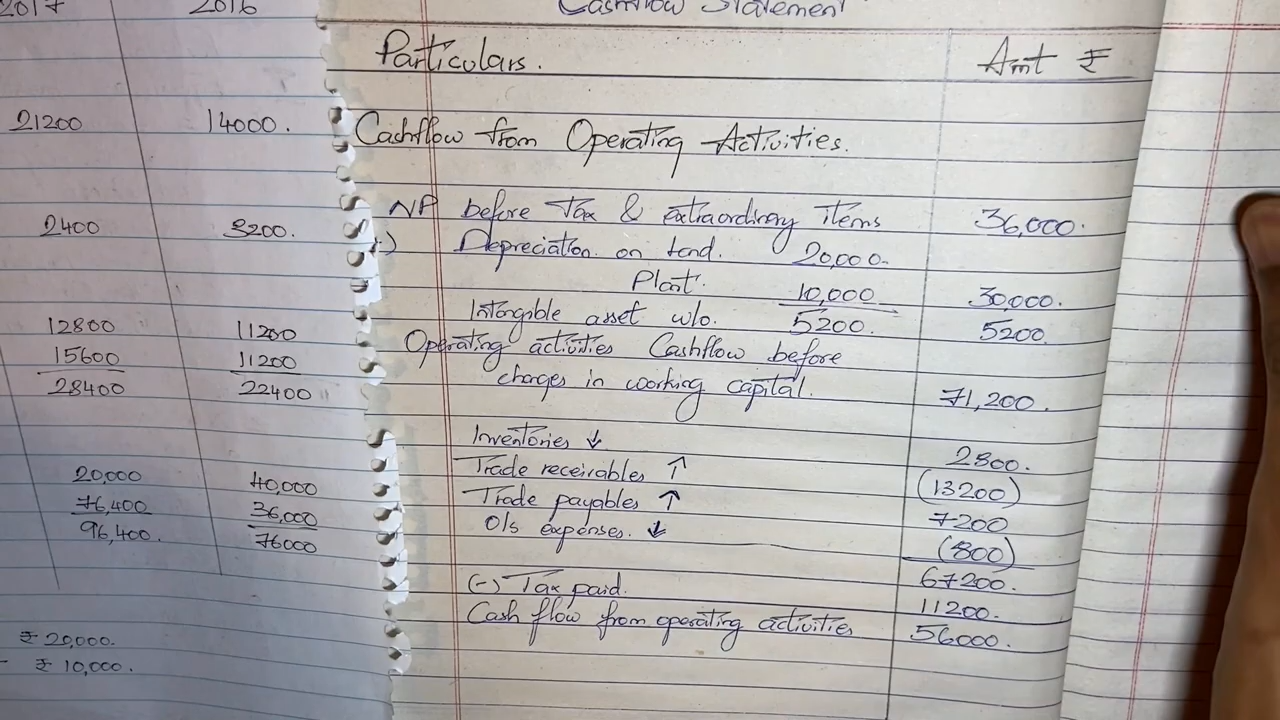 2017 2016
Cashflow Statement
Particulars. Amt ₹
21200 14000.
Cashflow from Operating Activities.
NP before Tax & extraordinary items 36,000.
2400 3200.
Depreciation on land. 20,000.
Plant. 10,000 30,000.
Intangible asset w/o. 5200. 5200
12800 11200
Operating activities Cashflow before
15600 11200
changes in working capital. 71,200.
28400 22400
Inventories ↓ 2800.
Trade receivables ↑ (13200)
20,000 40,000
Trade payables ↑ 7200
76,400 36,000
O/s expenses. ↓ (800)
96,400. 76000
67200.
(-) Tax paid. 11200.
Cash flow from operating activities 56000.
₹ 20,000.
- ₹ 10,000.